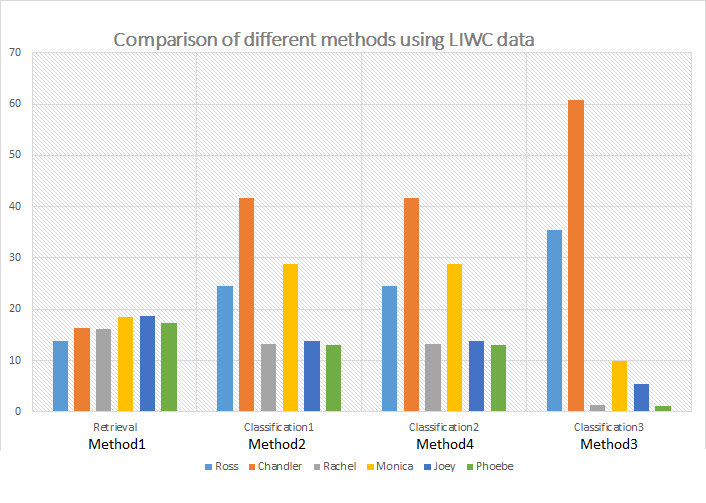 Comparison of different methods using LIWC data
70
60
50
40
30
20
10
0
Retrieval Classification1 Classification2 Classification3
Method1 Method2 Method4 Method3
Ross Chandler Rachel Monica Joey Phoebe